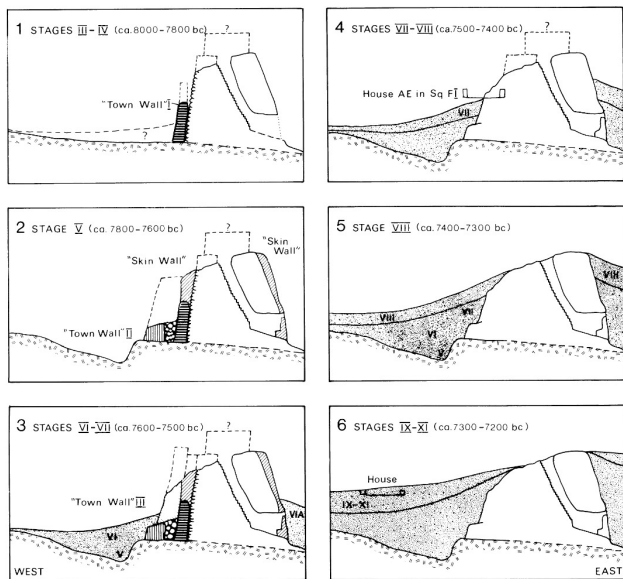 1 STAGES III – IV (ca. 8000–7800 bc)
?
"Town Wall" I
?
2 STAGE V (ca. 7800–7600 bc)
?
"Skin Wall"
"Skin Wall"
"Town Wall" II
3 STAGES VI–VII (ca. 7600–7500 bc)
?
"Town Wall" III
VI
V
VIA
WEST
4 STAGES VII–VIII (ca. 7500–7400 bc)
?
House AE in Sq FI
VII
5 STAGE VIII (ca. 7400–7300 bc)
VIII
VII
VI
V
VIII
6 STAGES IX–XI (ca. 7300–7200 bc)
House
IX–XI
EAST